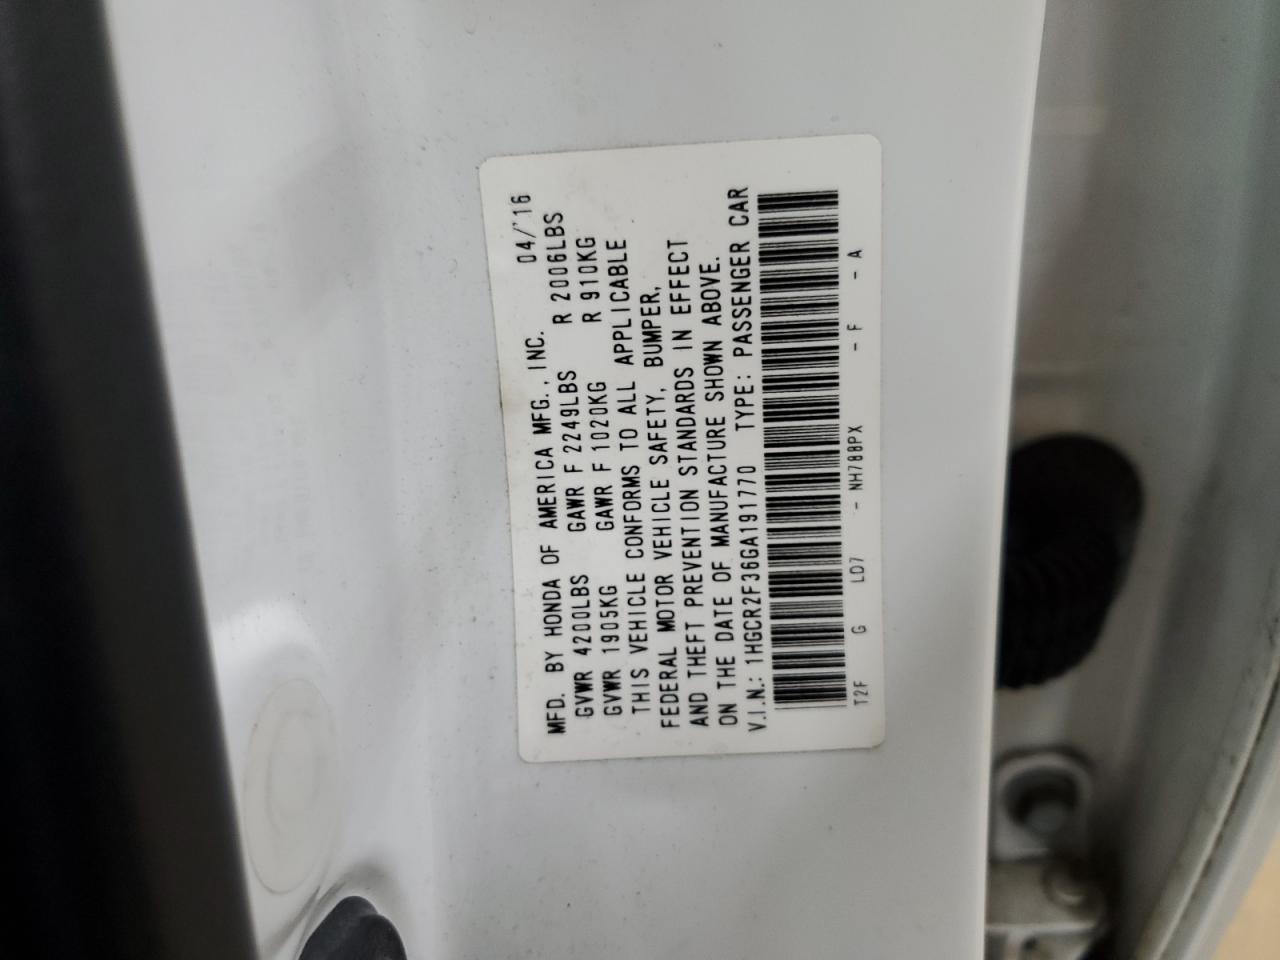 MFD. BY HONDA OF AMERICA MFG., INC. 04/'16
GVWR 4200LBS GAWR F 2249LBS R 2006LBS
GVWR 1905KG GAWR F 1020KG R 910KG
THIS VEHICLE CONFORMS TO ALL APPLICABLE
FEDERAL MOTOR VEHICLE SAFETY, BUMPER,
AND THEFT PREVENTION STANDARDS IN EFFECT
ON THE DATE OF MANUFACTURE SHOWN ABOVE.
V.I.N.: 1HGCR2F36GA191770 TYPE: PASSENGER CAR
T2F G LD7 - NH788PX - F - A